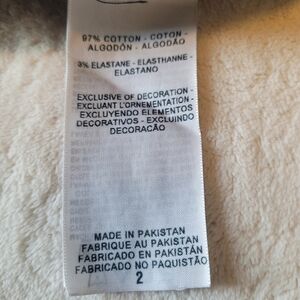 97% COTTON - COTON -
ALGODÓN - ALGODÃO
3% ELASTANE - ELASTHANNE -
ELASTANO
EXCLUSIVE OF DECORATION -
EXCLUANT L'ORNEMENTATION -
EXCLUYENDO ELEMENTOS
DECORATIVOS - EXCLUINDO
DECORAÇÃO
MADE IN PAKISTAN
FABRIQUE AU PAKISTAN
FABRICADO EN PAKISTÁN
FABRICADO NO PAQUISTÃO
2